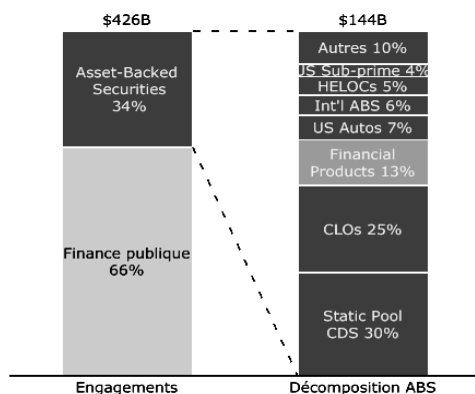 $426B
Asset-Backed
Securities
34%
Finance publique
66%
Engagements
$144B
Autres 10%
US Sub-prime 4%
HELOCs 5%
Int'l ABS 6%
US Autos 7%
Financial
Products 13%
CLOs 25%
Static Pool
CDS 30%
Décomposition ABS